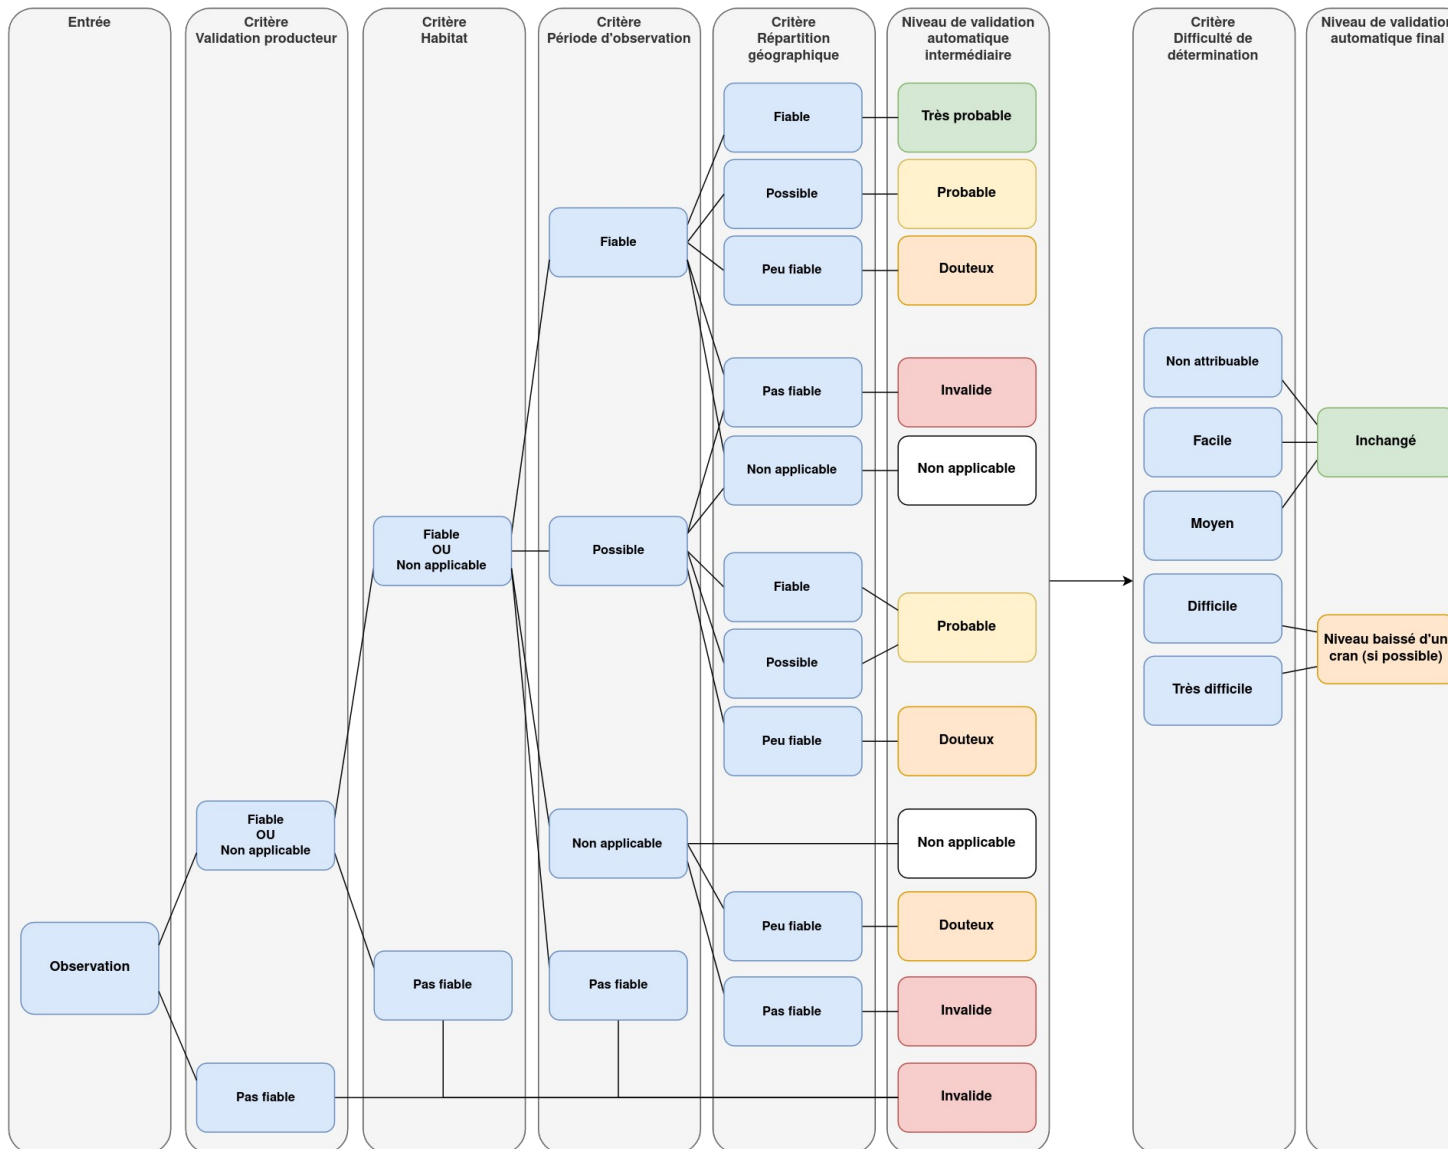 Entrée
Critère
Validation producteur
Critère
Habitat
Critère
Période d'observation
Critère
Répartition
géographique
Niveau de validation
automatique
intermédiaire
Critère
Difficulté de
détermination
Niveau de validation
automatique final
Observation
Fiable
OU
Non applicable
Pas fiable
Fiable
OU
Non applicable
Pas fiable
Fiable
Possible
Non applicable
Pas fiable
Fiable
Possible
Peu fiable
Pas fiable
Non applicable
Fiable
Possible
Peu fiable
Peu fiable
Pas fiable
Très probable
Probable
Douteux
Invalide
Non applicable
Probable
Douteux
Non applicable
Douteux
Invalide
Invalide
Non attribuable
Facile
Moyen
Difficile
Très difficile
Inchangé
Niveau baissé d'un
cran (si possible)